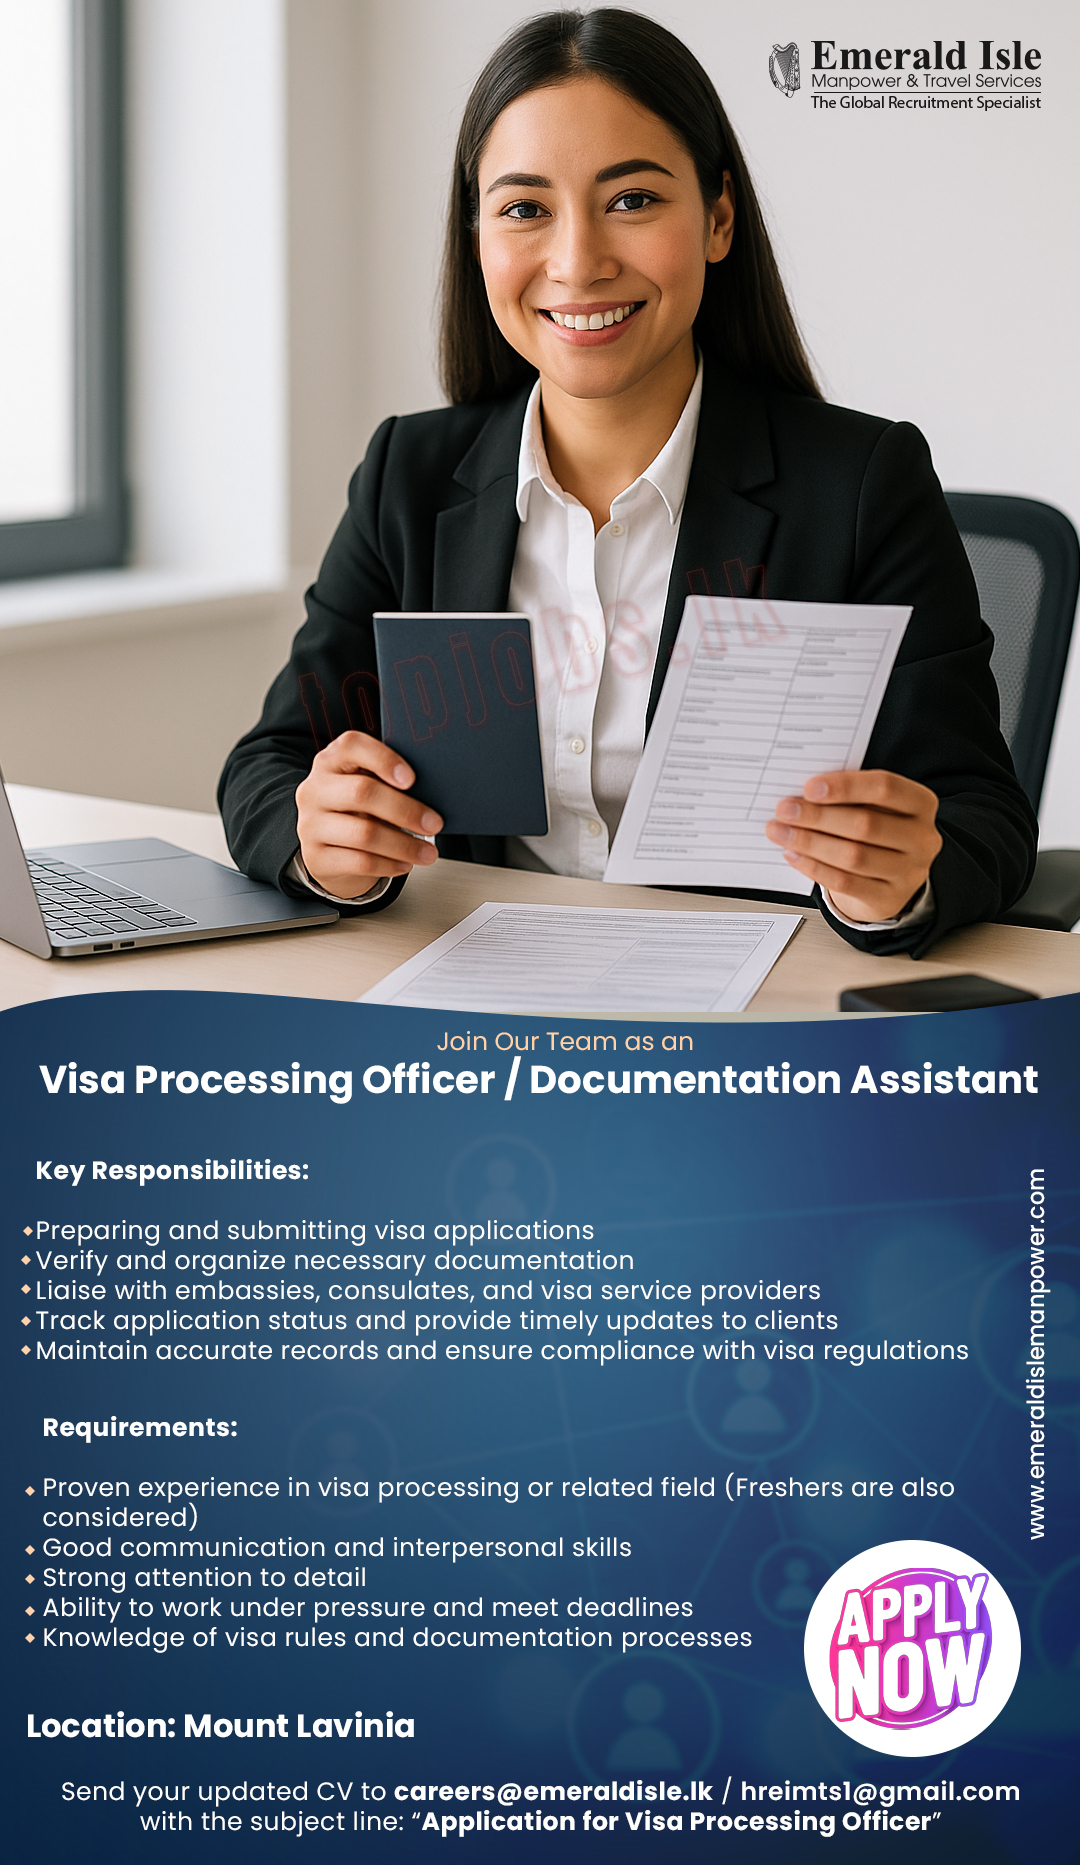 Emerald Isle
Manpower & Travel Services
The Global Recruitment Specialist
topjobs.lk
Join Our Team as an
Visa Processing Officer / Documentation Assistant
Key Responsibilities:
Preparing and submitting visa applications
Verify and organize necessary documentation
Liaise with embassies, consulates, and visa service providers
Track application status and provide timely updates to clients
Maintain accurate records and ensure compliance with visa regulations
www.emeraldislemanpower.com
Requirements:
Proven experience in visa processing or related field (Freshers are also
considered)
Good communication and interpersonal skills
Strong attention to detail
Ability to work under pressure and meet deadlines
Knowledge of visa rules and documentation processes
APPLY
NOW
Location: Mount Lavinia
Send your updated CV to careers@emeraldisle.lk / hreimts1@gmail.com
with the subject line: “Application for Visa Processing Officer”